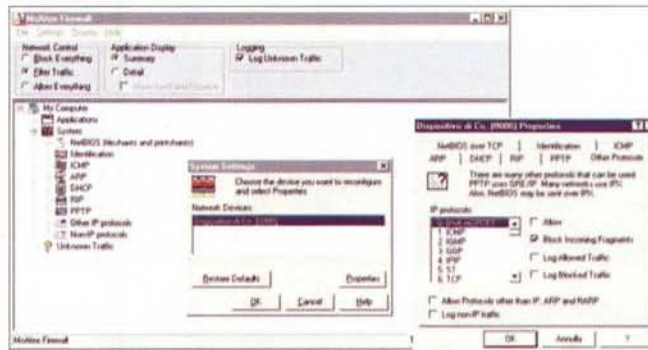 McAfee Firewall
File Settings Display Help
Network Control
Block Everything
Filter Traffic
Allow Everything
Application Display
Summary
Detail
Logging
Log Unknown Traffic
My Computer
Applications
System
NetBIOS (fileshares and printshares)
Identification
ICMP
ARP
DHCP
RIP
PPTP
Other IP protocols
Non-IP protocols
Unknown Traffic
System Settings
Choose the device you want to reconfigure
and select Properties
Network Devices:
Restore Defaults
Properties
OK
Cancel
Help
Dispositivo di Co. [0006] Properties
NetBIOS over TCP
Identification
ICMP
ARP
DHCP
RIP
PPTP
Other Protocols
There are many other protocols that can be used
PPTP uses GRE/IP. Many networks use IPX.
Also, NetBIOS may be sent over IPX.
IP protocols:
1 ICMP
2 IGMP
3 GGP
4 IPIP
5 ST
6 TCP
Allow
Block Incoming Fragments
Log Allowed Traffic
Log Blocked Traffic
Allow Protocols other than IP, ARP and RARP
Log non-IP traffic
OK
Annulla
?
McAfee Firewall